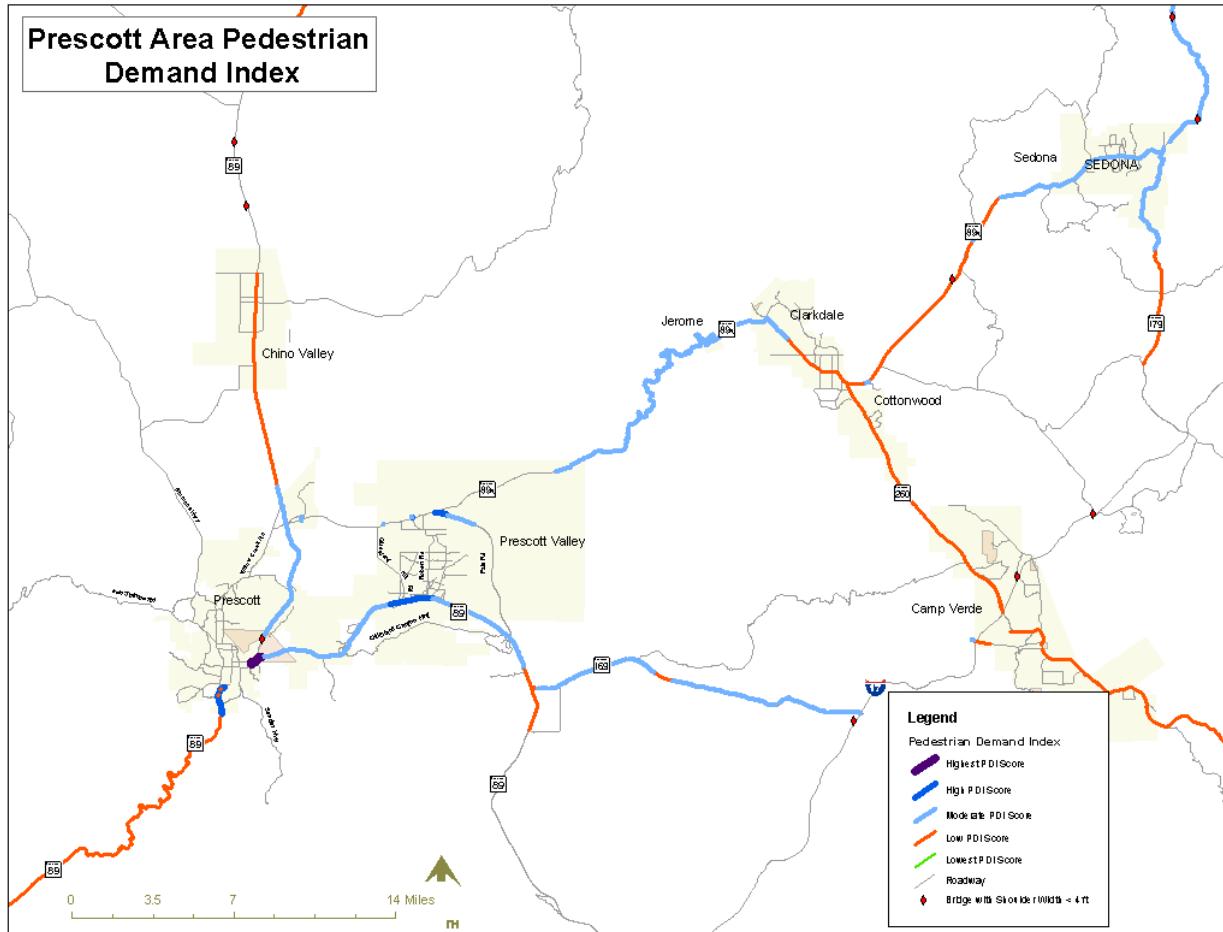 Prescott Area Pedestrian
Demand Index
89
Sedona
SEDONA
89A
179
Chino Valley
Jerome
89A
Clarkdale
Cottonwood
260
89A
Prescott Valley
Prescott
89
Camp Verde
169
17
89
89
89
0 3.5 7 14 Miles
Legend
Pedestrian Demand Index
Highest PDI Score
High PDI Score
Moderate PDI Score
Low PDI Score
Lowest PDI Score
Roadway
Bridge with Shoulder Width < 4 ft